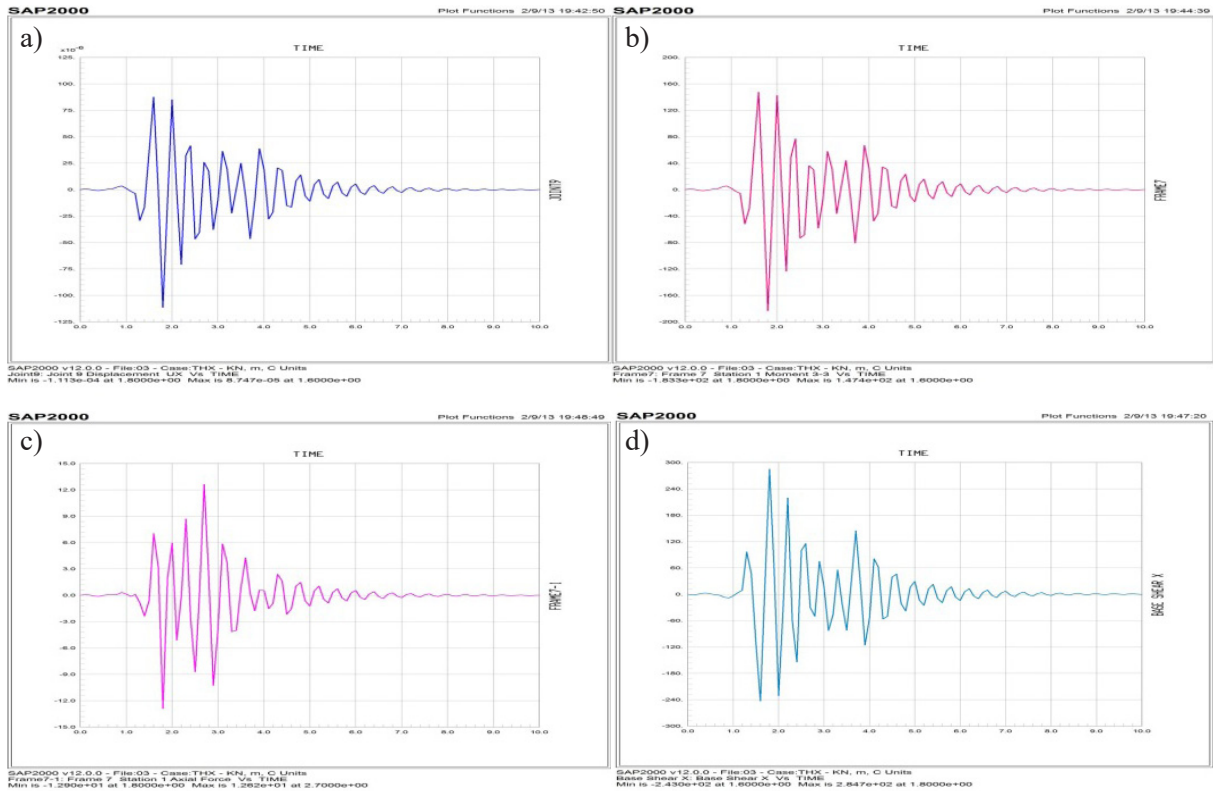 SAP2000 Plot Functions 2/9/13 19:42:50
a)
TIME
x10⁻⁶
125.
100.
75.
50.
25.
0.
-25.
-50.
-75.
-100.
-125.
0.0 1.0 2.0 3.0 4.0 5.0 6.0 7.0 8.0 9.0 10.0
JOINT9
SAP2000 v12.0.0 - File:03 - Case:THX - KN, m, C Units
Joint9: Joint 9 Displacement UX Vs TIME
Min is -1.113e-04 at 1.8000e+00 Max is 8.747e-05 at 1.6000e+00
SAP2000 Plot Functions 2/9/13 19:44:39
b)
TIME
200.
160.
120.
80.
40.
0.
-40.
-80.
-120.
-160.
-200.
0.0 1.0 2.0 3.0 4.0 5.0 6.0 7.0 8.0 9.0 10.0
FRAME7
SAP2000 v12.0.0 - File:03 - Case:THX - KN, m, C Units
Frame7: Frame 7 Station 1 Moment 3-3 Vs TIME
Min is -1.833e+02 at 1.8000e+00 Max is 1.474e+02 at 1.6000e+00
SAP2000 Plot Functions 2/9/13 19:48:49
c)
TIME
15.0
12.0
9.0
6.0
3.0
0.0
-3.0
-6.0
-9.0
-12.0
-15.0
0.0 1.0 2.0 3.0 4.0 5.0 6.0 7.0 8.0 9.0 10.0
FRAME7-1
SAP2000 v12.0.0 - File:03 - Case:THX - KN, m, C Units
Frame7-1: Frame 7 Station 1 Axial Force Vs TIME
Min is -1.290e+01 at 1.8000e+00 Max is 1.262e+01 at 2.7000e+00
SAP2000 Plot Functions 2/9/13 19:47:20
d)
TIME
300.
240.
180.
120.
60.
0.
-60.
-120.
-180.
-240.
-300.
0.0 1.0 2.0 3.0 4.0 5.0 6.0 7.0 8.0 9.0 10.0
BASE SHEAR X
SAP2000 v12.0.0 - File:03 - Case:THX - KN, m, C Units
Base Shear X: Base Shear X Vs TIME
Min is -2.430e+02 at 1.6000e+00 Max is 2.847e+02 at 1.8000e+00